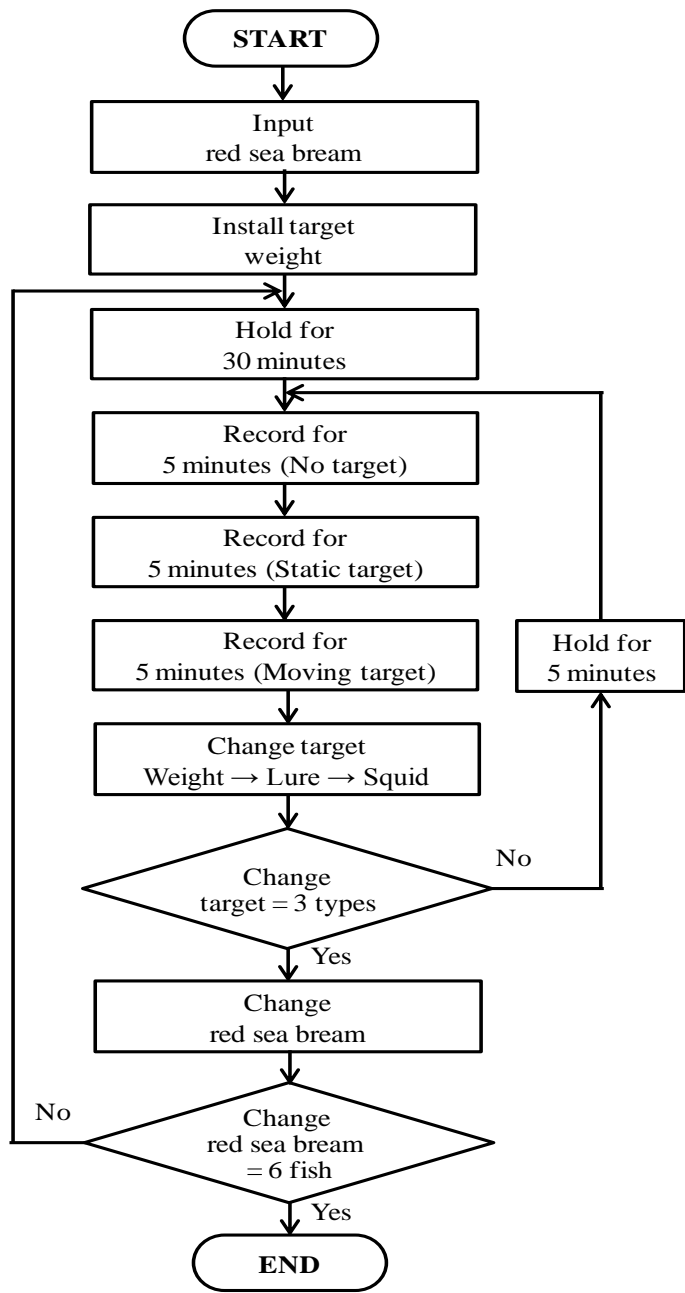 START
Input
red sea bream
Install target
weight
Hold for
30 minutes
Record for
5 minutes (No target)
Record for
5 minutes (Static target)
Record for
5 minutes (Moving target)
Hold for
5 minutes
Change target
Weight → Lure → Squid
Change
target = 3 types
No
Yes
Change
red sea bream
Change
red sea bream
= 6 fish
No
Yes
END